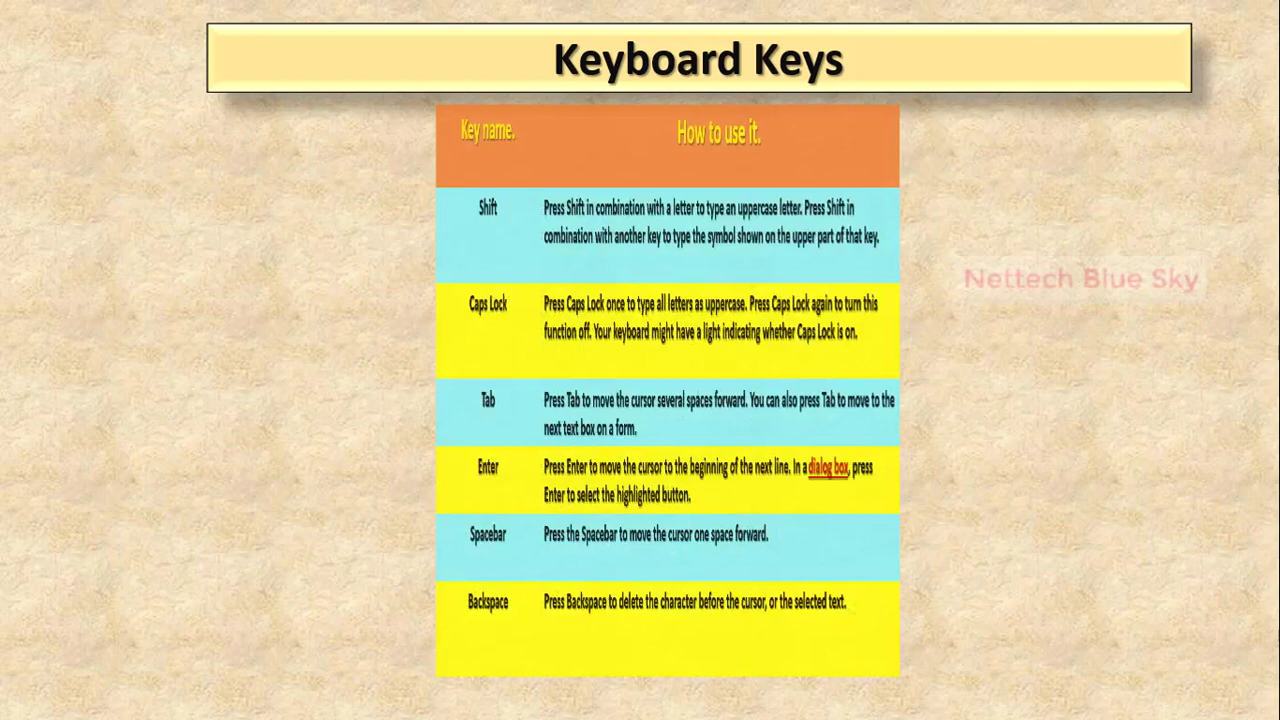 Keyboard Keys
Key name. How to use it.
Shift Press Shift in combination with a letter to type an uppercase letter. Press Shift in
combination with another key to type the symbol shown on the upper part of that key.
Nettech Blue Sky
Caps Lock Press Caps Lock once to type all letters as uppercase. Press Caps Lock again to turn this
function off. Your keyboard might have a light indicating whether Caps Lock is on.
Tab Press Tab to move the cursor several spaces forward. You can also press Tab to move to the
next text box on a form.
Enter Press Enter to move the cursor to the beginning of the next line. In a dialog box, press
Enter to select the highlighted button.
Spacebar Press the Spacebar to move the cursor one space forward.
Backspace Press Backspace to delete the character before the cursor, or the selected text.